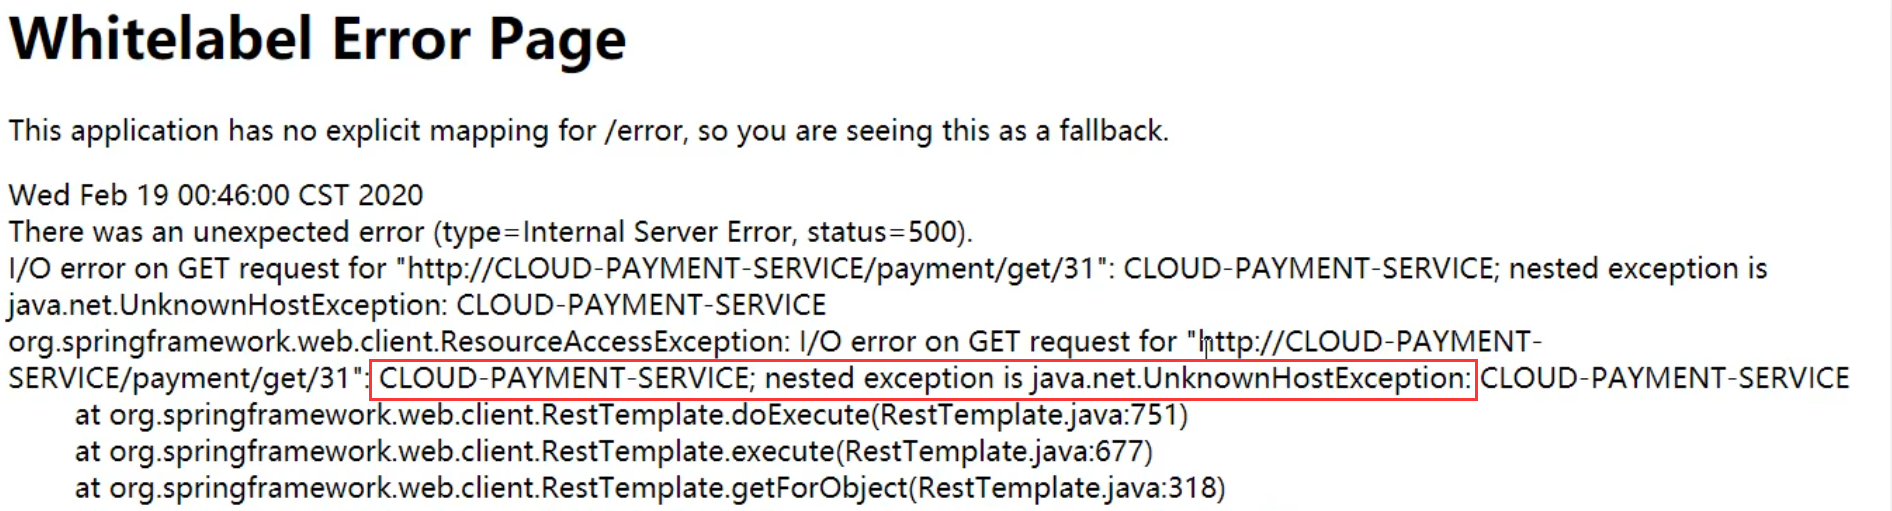 Whitelabel Error Page
This application has no explicit mapping for /error, so you are seeing this as a fallback.
Wed Feb 19 00:46:00 CST 2020
There was an unexpected error (type=Internal Server Error, status=500).
I/O error on GET request for "http://CLOUD-PAYMENT-SERVICE/payment/get/31": CLOUD-PAYMENT-SERVICE; nested exception is
java.net.UnknownHostException: CLOUD-PAYMENT-SERVICE
org.springframework.web.client.ResourceAccessException: I/O error on GET request for "http://CLOUD-PAYMENT-
SERVICE/payment/get/31": CLOUD-PAYMENT-SERVICE; nested exception is java.net.UnknownHostException: CLOUD-PAYMENT-SERVICE
at org.springframework.web.client.RestTemplate.doExecute(RestTemplate.java:751)
at org.springframework.web.client.RestTemplate.execute(RestTemplate.java:677)
at org.springframework.web.client.RestTemplate.getForObject(RestTemplate.java:318)